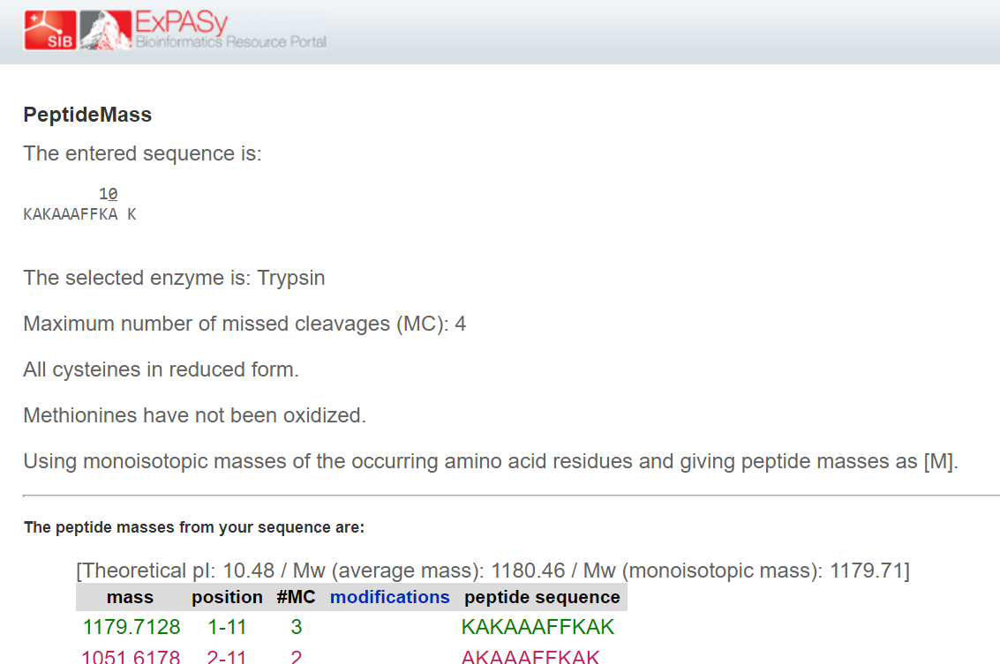 SIB
ExPASy
Bioinformatics Resource Portal
PeptideMass
The entered sequence is:
10
KAKAAAFFKA K
The selected enzyme is: Trypsin
Maximum number of missed cleavages (MC): 4
All cysteines in reduced form.
Methionines have not been oxidized.
Using monoisotopic masses of the occurring amino acid residues and giving peptide masses as [M].
The peptide masses from your sequence are:
[Theoretical pI: 10.48 / Mw (average mass): 1180.46 / Mw (monoisotopic mass): 1179.71]
mass position #MC modifications peptide sequence
1179.7128 1-11 3 KAKAAAFFKAK
1051.6178 2-11 2 AKAAAFFKAK